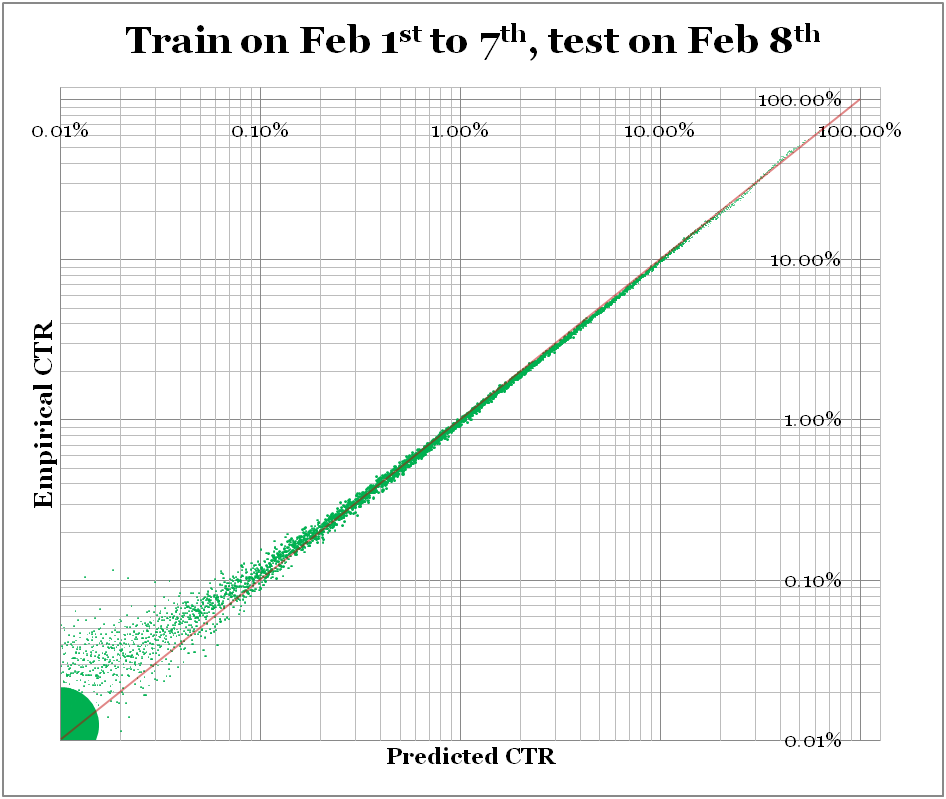 Train on Feb 1st to 7th, test on Feb 8th
100.00%
0.01% 0.10% 1.00% 10.00% 100.00%
10.00%
Empirical CTR
1.00%
0.10%
0.01%
Predicted CTR